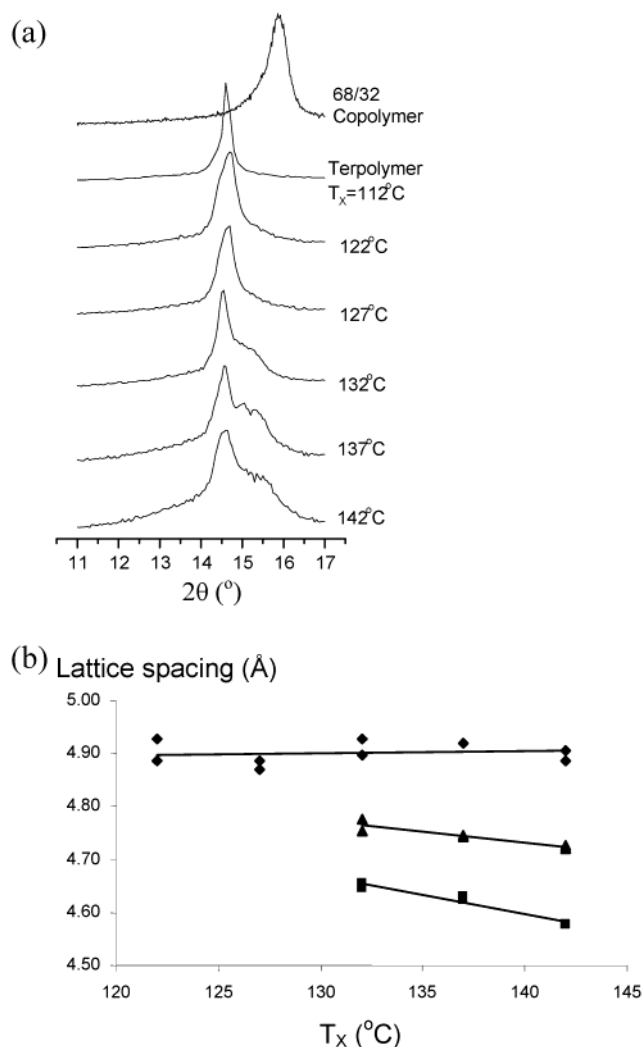 (a)
68/32
Copolymer
Terpolymer
Tₓ=112°C
122°C
127°C
132°C
137°C
142°C
11 12 13 14 15 16 17
2θ (°)
(b) Lattice spacing (Å)
5.00
4.90
4.80
4.70
4.60
4.50
120 125 130 135 140 145
Tₓ (°C)